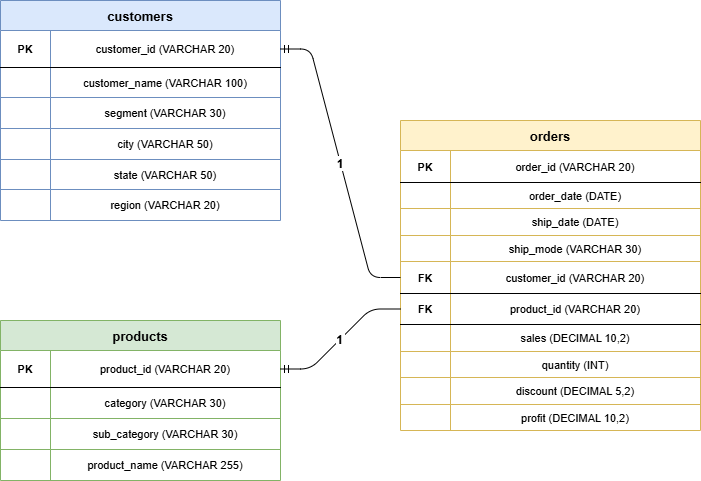 customers
PK customer_id (VARCHAR 20)
customer_name (VARCHAR 100)
segment (VARCHAR 30)
city (VARCHAR 50)
state (VARCHAR 50)
region (VARCHAR 20)
1
orders
PK order_id (VARCHAR 20)
order_date (DATE)
ship_date (DATE)
ship_mode (VARCHAR 30)
FK customer_id (VARCHAR 20)
FK product_id (VARCHAR 20)
sales (DECIMAL 10,2)
quantity (INT)
discount (DECIMAL 5,2)
profit (DECIMAL 10,2)
1
products
PK product_id (VARCHAR 20)
category (VARCHAR 30)
sub_category (VARCHAR 30)
product_name (VARCHAR 255)